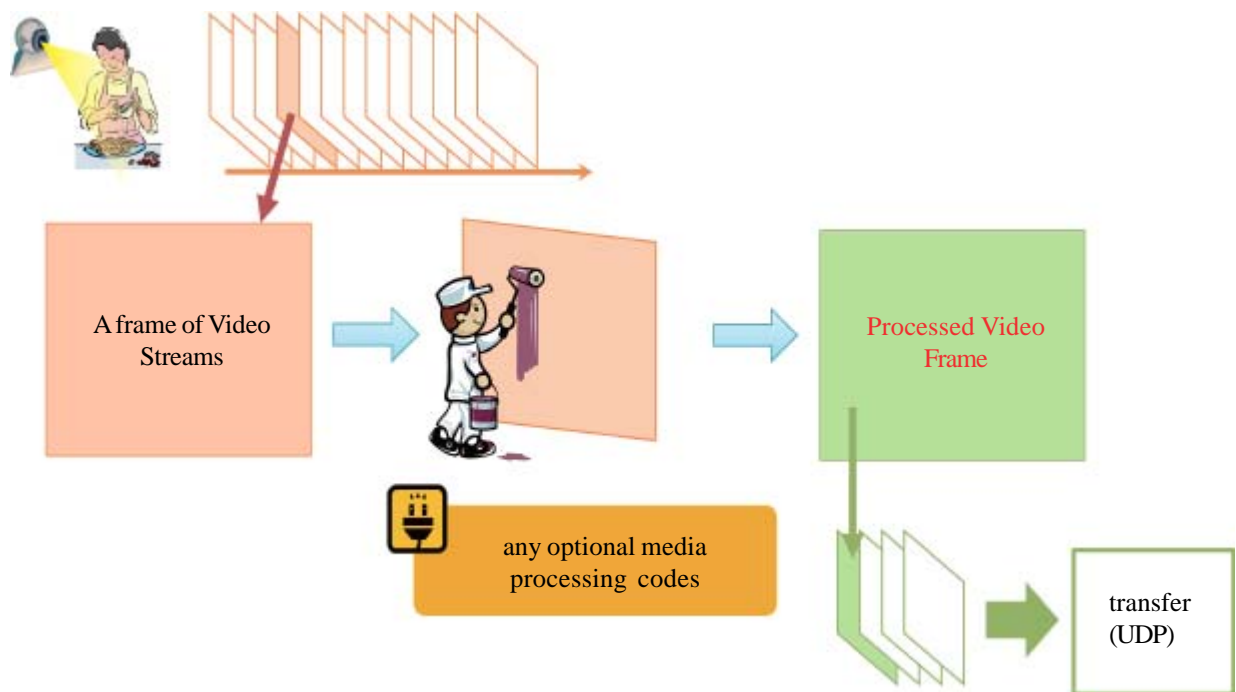 A frame of Video
Streams
Processed Video
Frame
any optional media
processing codes
transfer
(UDP)